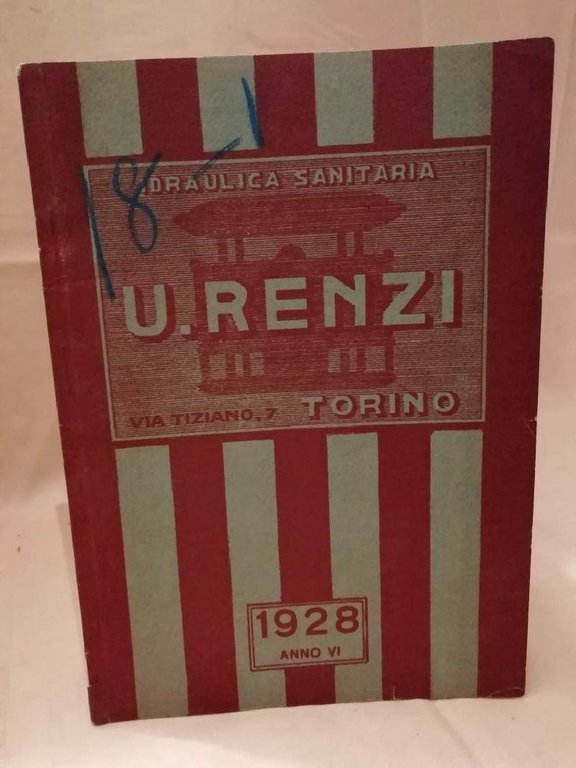 18-1
IDRAULICA SANITARIA
U.RENZI
VIA TIZIANO.7 TORINO
1928
ANNO VI